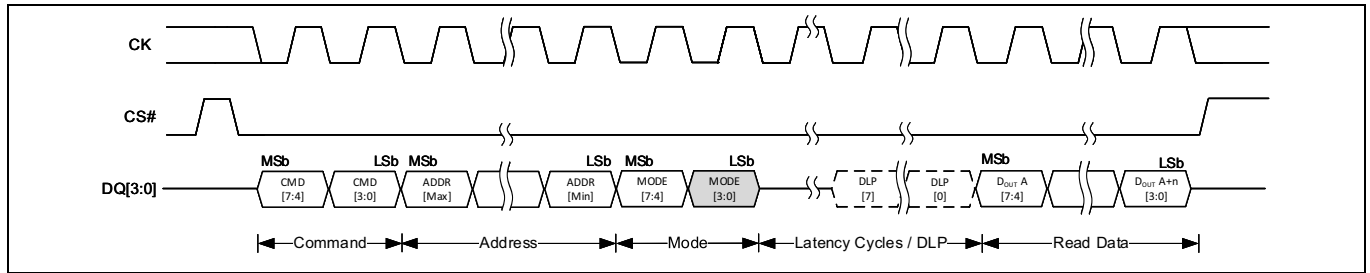 CK
CS#
MSb LSb MSb LSb MSb LSb MSb LSb
DQ[3:0] CMD [7:4] CMD [3:0] ADDR [Max] ADDR [Min] MODE [7:4] MODE [3:0] DLP [7] DLP [0] DOUT A [7:4] DOUT A+n [3:0]
Command Address Mode Latency Cycles / DLP Read Data